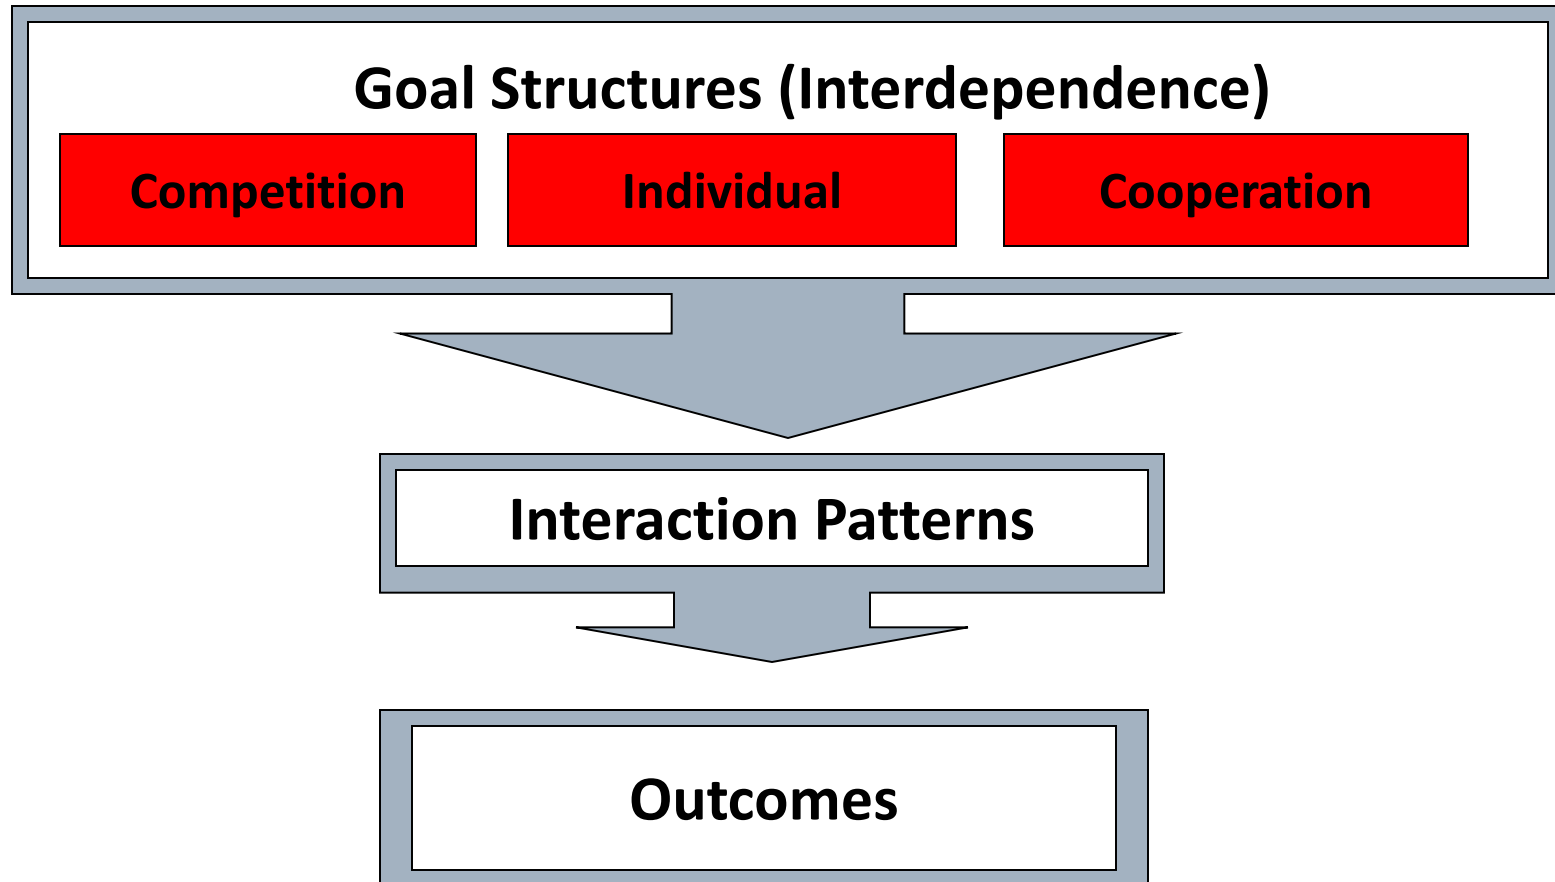 Goal Structures (Interdependence)
Competition
Individual
Cooperation
Interaction Patterns
Outcomes